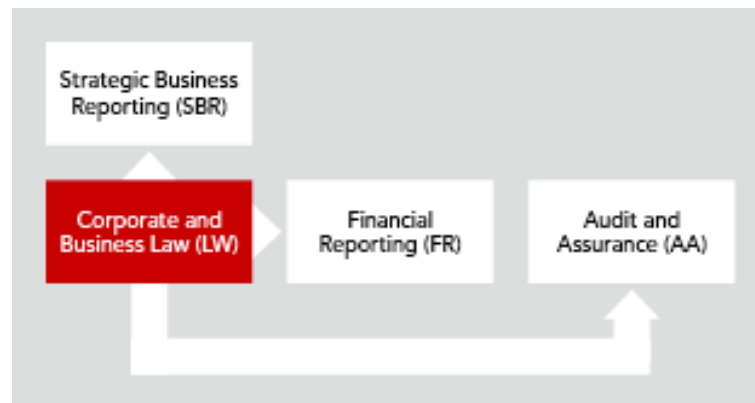 Strategic Business
Reporting (SBR)
Corporate and
Business Law (LW)
Financial
Reporting (FR)
Audit and
Assurance (AA)